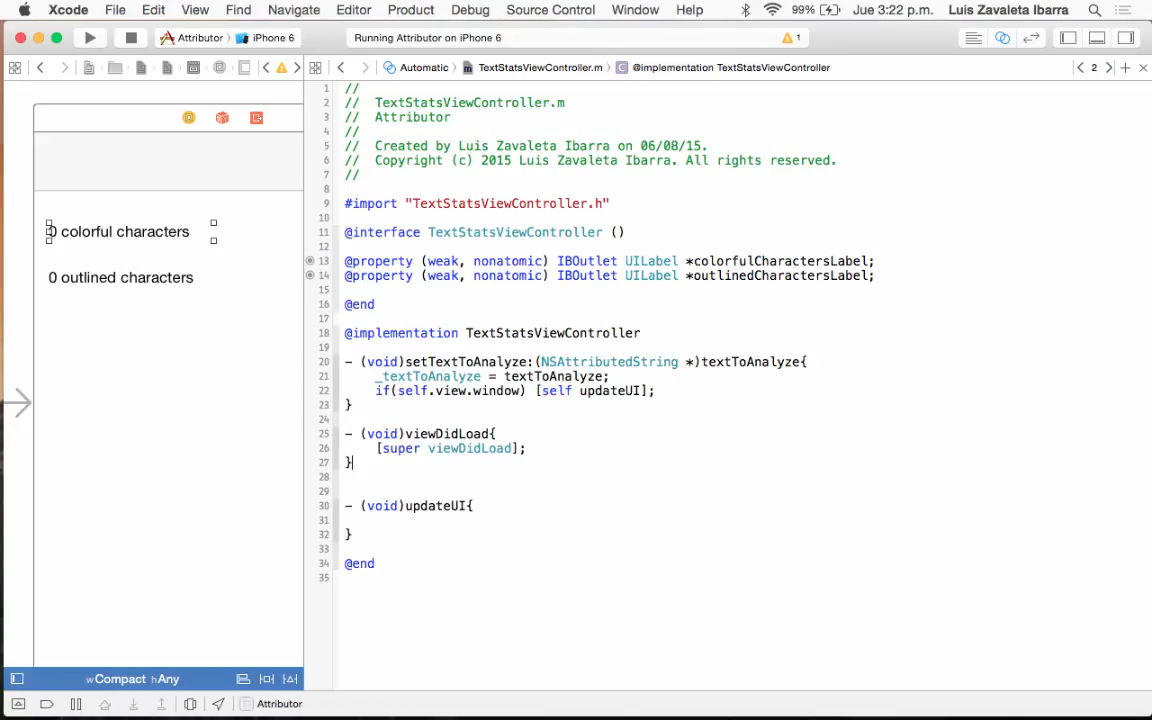 Xcode File Edit View Find Navigate Editor Product Debug Source Control Window Help 99% Jue 3:22 p.m. Luis Zavaleta Ibarra
Attributor iPhone 6 Running Attributor on iPhone 6 1
Automatic TextStatsViewController.m @implementation TextStatsViewController 2
0 colorful characters
0 outlined characters
1 //
2 //  TextStatsViewController.m
3 //  Attributor
4 //
5 //  Created by Luis Zavaleta Ibarra on 06/08/15.
6 //  Copyright (c) 2015 Luis Zavaleta Ibarra. All rights reserved.
7 //
8
9 #import "TextStatsViewController.h"
10
11 @interface TextStatsViewController ()
12
13 @property (weak, nonatomic) IBOutlet UILabel *colorfulCharactersLabel;
14 @property (weak, nonatomic) IBOutlet UILabel *outlinedCharactersLabel;
15
16 @end
17
18 @implementation TextStatsViewController
19
20 - (void)setTextToAnalyze:(NSAttributedString *)textToAnalyze{
21     _textToAnalyze = textToAnalyze;
22     if(self.view.window) [self updateUI];
23 }
24
25 - (void)viewDidLoad{
26     [super viewDidLoad];
27 }
28
29
30 - (void)updateUI{
31
32 }
33
34 @end
35
wCompact hAny
Attributor